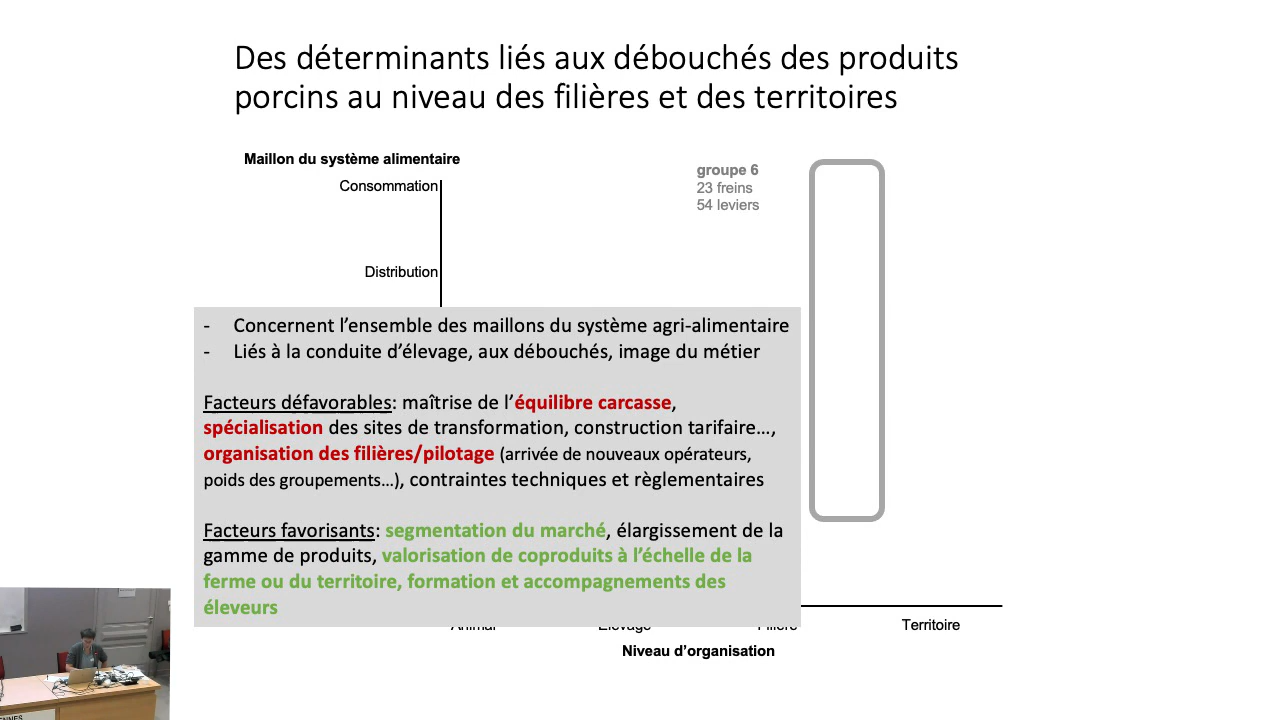 Des déterminants liés aux débouchés des produits
porcins au niveau des filières et des territoires
Maillon du système alimentaire
Consommation
groupe 6
23 freins
54 leviers
Distribution
- Concernent l’ensemble des maillons du système agri-alimentaire
- Liés à la conduite d’élevage, aux débouchés, image du métier
Facteurs défavorables: maîtrise de l’équilibre carcasse,
spécialisation des sites de transformation, construction tarifaire…,
organisation des filières/pilotage (arrivée de nouveaux opérateurs,
poids des groupements…), contraintes techniques et règlementaires
Facteurs favorisants: segmentation du marché, élargissement de la
gamme de produits, valorisation de coproduits à l’échelle de la
ferme ou du territoire, formation et accompagnements des
éleveurs
Animal Elevage Filière Territoire
Niveau d’organisation